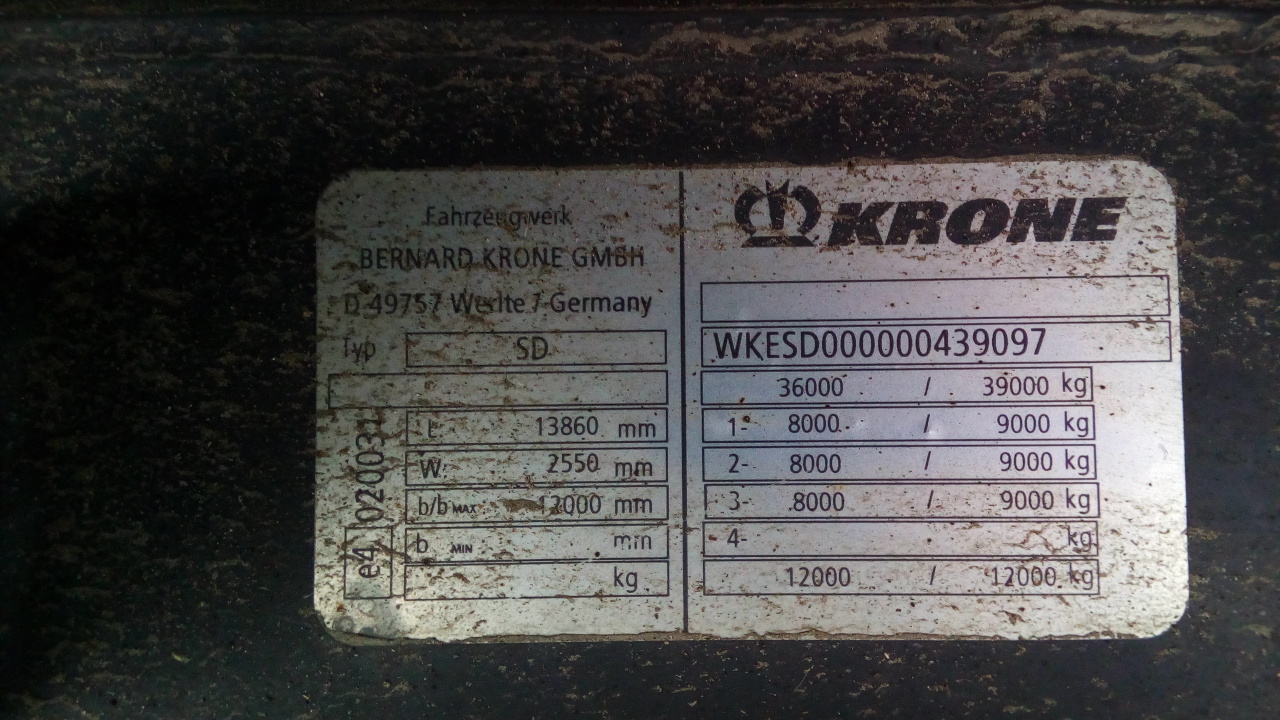 Fahrzeugwerk
BERNARD KRONE GMBH
D 49757 Werlte / Germany
Typ SD
L 13860 mm
W: 2550 mm
b/b MAX 12000 mm
b MIN mm
kg
e4 020031
KRONE
WKESD000000439097
36000 / 39000 kg
1- 8000 / 9000 kg
2- 8000 / 9000 kg
3- 8000 / 9000 kg
4- kg
12000 / 12000 kg